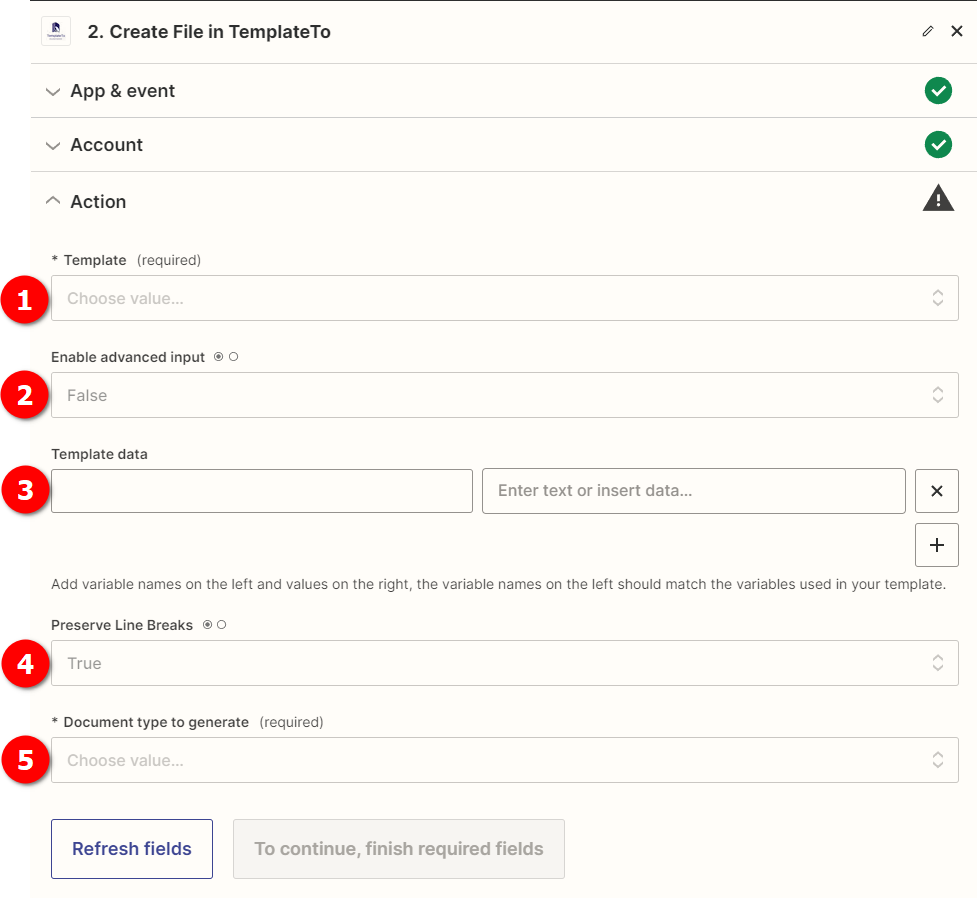 2. Create File in TemplateTo
App & event
Account
Action
* Template (required)
1
Choose value...
Enable advanced input
2
False
Template data
3
Enter text or insert data...
Add variable names on the left and values on the right, the variable names on the left should match the variables used in your template.
Preserve Line Breaks
4
True
* Document type to generate (required)
5
Choose value...
Refresh fields
To continue, finish required fields